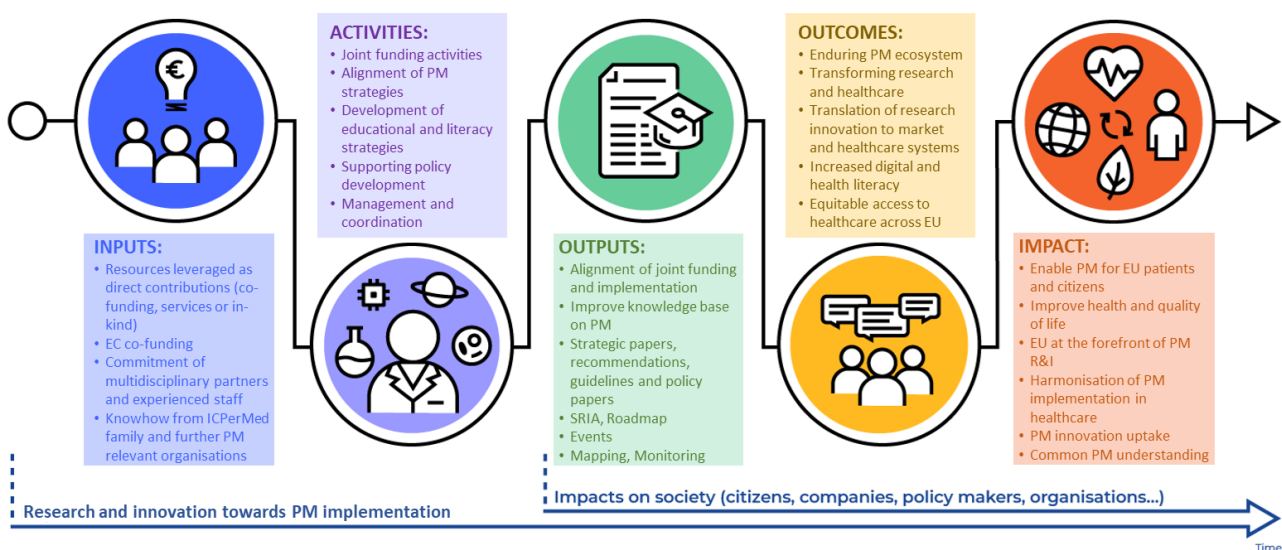 €
INPUTS:
• Resources leveraged as
direct contributions (co-
funding, services or in-
kind)
• EC co-funding
• Commitment of
multidisciplinary partners
and experienced staff
• Knowhow from ICPerMed
family and further PM
relevant organisations
ACTIVITIES:
• Joint funding activities
• Alignment of PM
strategies
• Development of
educational and literacy
strategies
• Supporting policy
development
• Management and
coordination
OUTPUTS:
• Alignment of joint funding
and implementation
• Improve knowledge base
on PM
• Strategic papers,
recommendations,
guidelines and policy
papers
• SRIA, Roadmap
• Events
• Mapping, Monitoring
OUTCOMES:
• Enduring PM ecosystem
• Transforming research
and healthcare
• Translation of research
innovation to market
and healthcare systems
• Increased digital and
health literacy
• Equitable access to
healthcare across EU
IMPACT:
• Enable PM for EU patients
and citizens
• Improve health and quality
of life
• EU at the forefront of PM
R&I
• Harmonisation of PM
implementation in
healthcare
• PM innovation uptake
• Common PM understanding
Impacts on society (citizens, companies, policy makers, organisations...)
Research and innovation towards PM implementation
Time